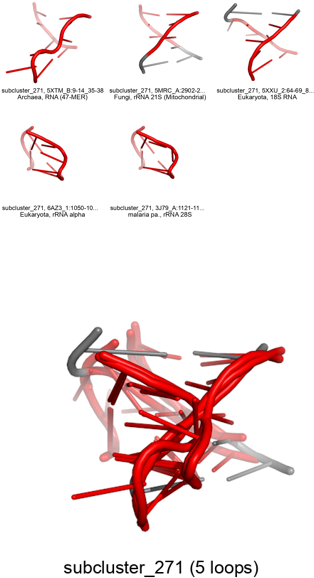 subcluster_271, 5XTM_B:9-14_35-38
Archaea, RNA (47-MER)
subcluster_271, 5MRC_A:2902-2...
Fungi, rRNA 21S (Mitochondrial)
subcluster_271, 5XXU_2:64-69_8...
Eukaryota, 18S RNA
subcluster_271, 6AZ3_1:1050-10...
Eukaryota, rRNA alpha
subcluster_271, 3J79_A:1121-11...
malaria pa., rRNA 28S
subcluster_271 (5 loops)